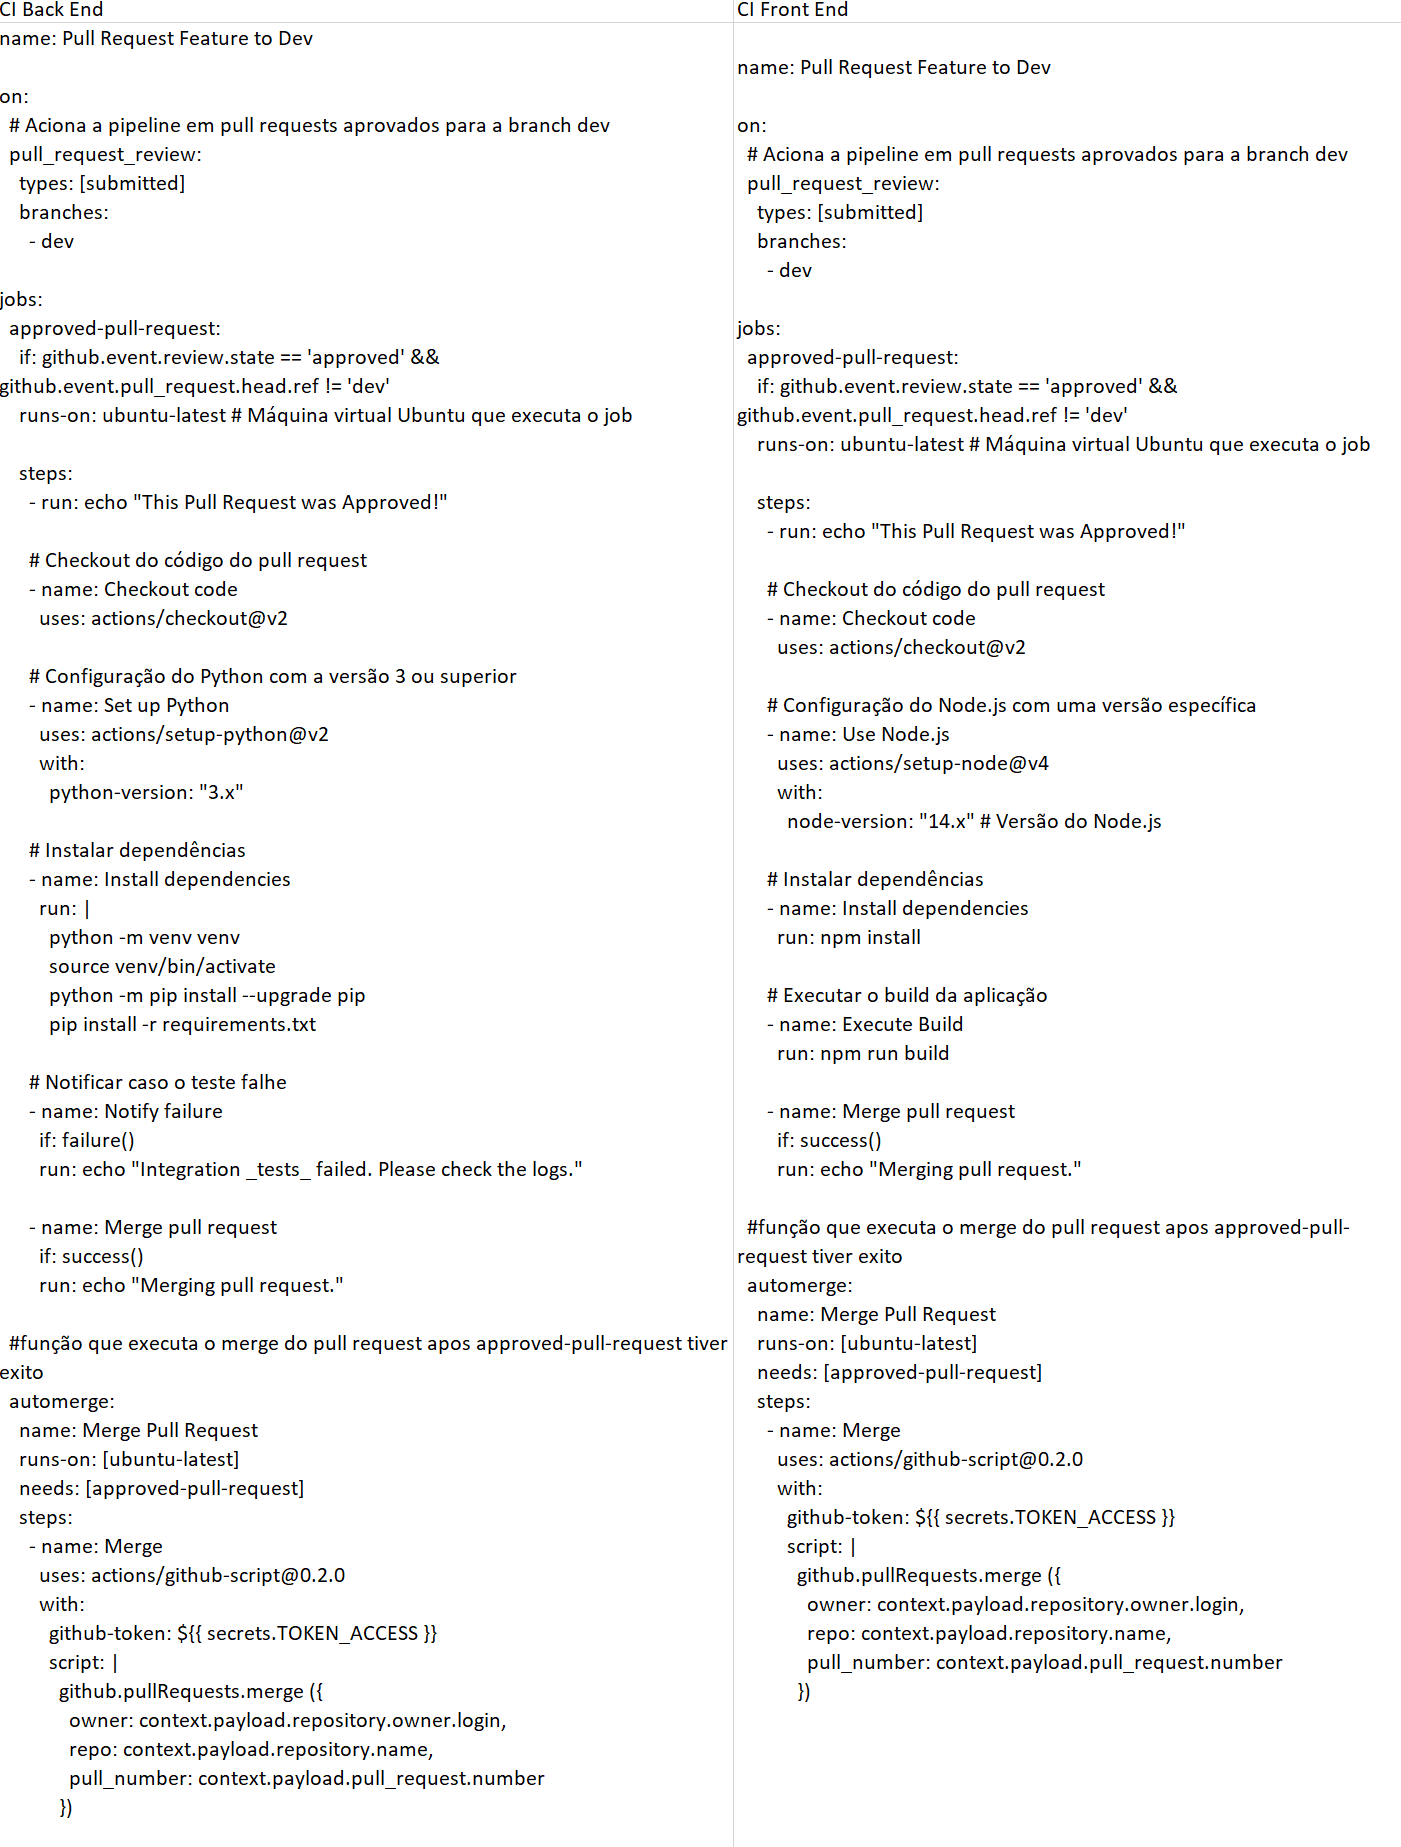 CI Back End
name: Pull Request Feature to Dev
on:
# Aciona a pipeline em pull requests aprovados para a branch dev
pull_request_review:
types: [submitted]
branches:
- dev
jobs:
approved-pull-request:
if: github.event.review.state == 'approved' &&
github.event.pull_request.head.ref != 'dev'
runs-on: ubuntu-latest # Máquina virtual Ubuntu que executa o job
steps:
- run: echo "This Pull Request was Approved!"
# Checkout do código do pull request
- name: Checkout code
uses: actions/checkout@v2
# Configuração do Python com a versão 3 ou superior
- name: Set up Python
uses: actions/setup-python@v2
with:
python-version: "3.x"
# Instalar dependências
- name: Install dependencies
run: |
python -m venv venv
source venv/bin/activate
python -m pip install --upgrade pip
pip install -r requirements.txt
# Notificar caso o teste falhe
- name: Notify failure
if: failure()
run: echo "Integration _tests_ failed. Please check the logs."
- name: Merge pull request
if: success()
run: echo "Merging pull request."
#função que executa o merge do pull request apos approved-pull-request tiver
exito
automerge:
name: Merge Pull Request
runs-on: [ubuntu-latest]
needs: [approved-pull-request]
steps:
- name: Merge
uses: actions/github-script@0.2.0
with:
github-token: ${{ secrets.TOKEN_ACCESS }}
script: |
github.pullRequests.merge ({
owner: context.payload.repository.owner.login,
repo: context.payload.repository.name,
pull_number: context.payload.pull_request.number
})
CI Front End
name: Pull Request Feature to Dev
on:
# Aciona a pipeline em pull requests aprovados para a branch dev
pull_request_review:
types: [submitted]
branches:
- dev
jobs:
approved-pull-request:
if: github.event.review.state == 'approved' &&
github.event.pull_request.head.ref != 'dev'
runs-on: ubuntu-latest # Máquina virtual Ubuntu que executa o job
steps:
- run: echo "This Pull Request was Approved!"
# Checkout do código do pull request
- name: Checkout code
uses: actions/checkout@v2
# Configuração do Node.js com uma versão específica
- name: Use Node.js
uses: actions/setup-node@v4
with:
node-version: "14.x" # Versão do Node.js
# Instalar dependências
- name: Install dependencies
run: npm install
# Executar o build da aplicação
- name: Execute Build
run: npm run build
- name: Merge pull request
if: success()
run: echo "Merging pull request."
#função que executa o merge do pull request apos approved-pull-
request tiver exito
automerge:
name: Merge Pull Request
runs-on: [ubuntu-latest]
needs: [approved-pull-request]
steps:
- name: Merge
uses: actions/github-script@0.2.0
with:
github-token: ${{ secrets.TOKEN_ACCESS }}
script: |
github.pullRequests.merge ({
owner: context.payload.repository.owner.login,
repo: context.payload.repository.name,
pull_number: context.payload.pull_request.number
})